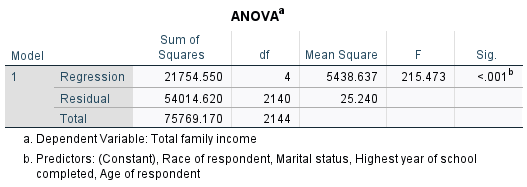 ANOVAa
Model Sum of Squares df Mean Square F Sig.
1 Regression 21754.550 4 5438.637 215.473 <.001b
Residual 54014.620 2140 25.240
Total 75769.170 2144
a. Dependent Variable: Total family income
b. Predictors: (Constant), Race of respondent, Marital status, Highest year of school
completed, Age of respondent